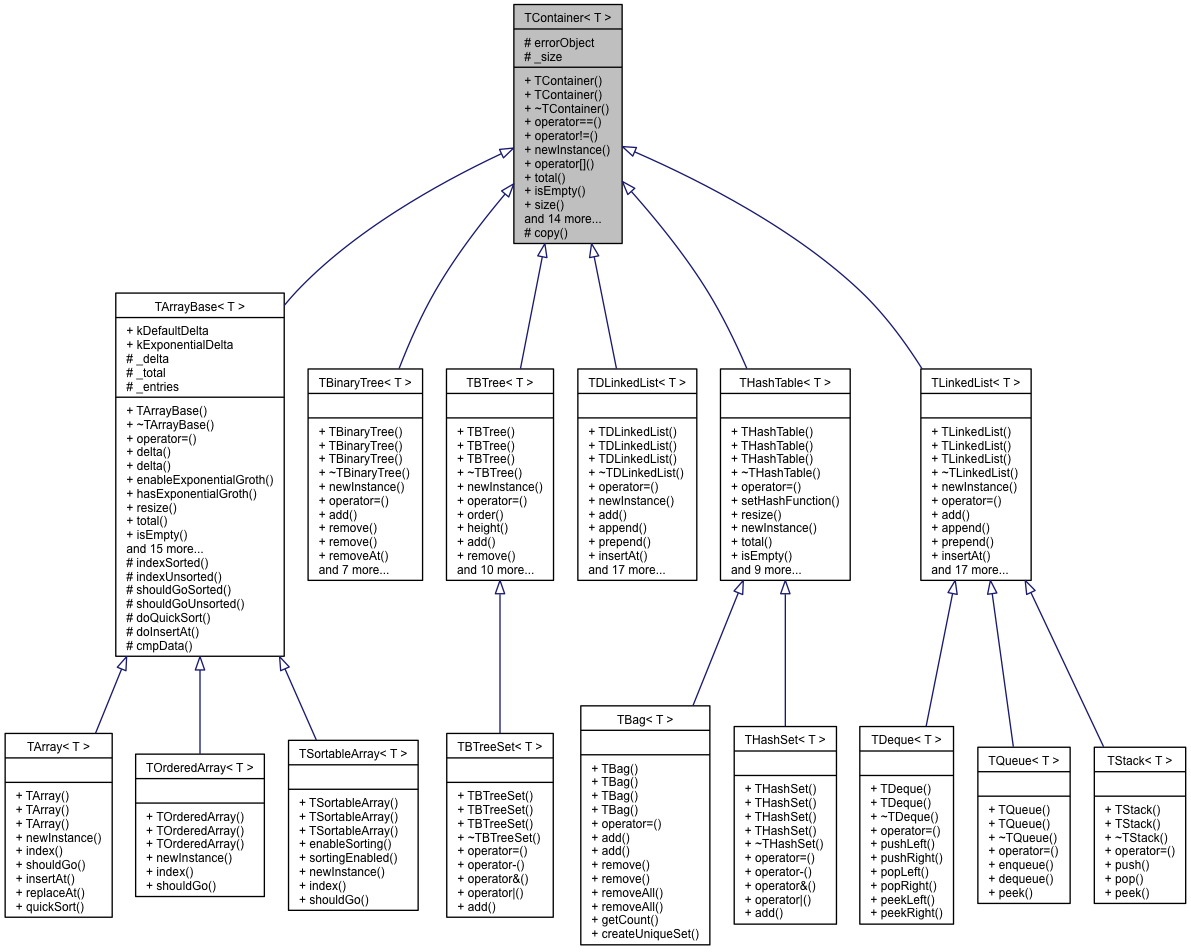 TContainer< T >
# errorObject
# _size
+ TContainer()
+ TContainer()
+ ~TContainer()
+ operator==()
+ operator!=()
+ newInstance()
+ operator[]()
+ total()
+ isEmpty()
+ size()
and 14 more...
# copy()
TArrayBase< T >
+ kDefaultDelta
+ kExponentialDelta
# _delta
# _total
# _entries
+ TArrayBase()
+ ~TArrayBase()
+ operator=()
+ delta()
+ delta()
+ enableExponentialGroth()
+ hasExponentialGroth()
+ resize()
+ total()
+ isEmpty()
and 15 more...
# indexSorted()
# indexUnsorted()
# shouldGoSorted()
# shouldGoUnsorted()
# doQuickSort()
# doInsertAt()
# cmpData()
TBinaryTree< T >
+ TBinaryTree()
+ TBinaryTree()
+ TBinaryTree()
+ ~TBinaryTree()
+ newInstance()
+ operator=()
+ add()
+ remove()
+ remove()
+ removeAt()
and 7 more...
TBTree< T >
+ TBTree()
+ TBTree()
+ TBTree()
+ ~TBTree()
+ newInstance()
+ operator=()
+ order()
+ height()
+ add()
+ remove()
and 10 more...
TDLinkedList< T >
+ TDLinkedList()
+ TDLinkedList()
+ TDLinkedList()
+ ~TDLinkedList()
+ operator=()
+ newInstance()
+ add()
+ append()
+ prepend()
+ insertAt()
and 17 more...
THashTable< T >
+ THashTable()
+ THashTable()
+ THashTable()
+ ~THashTable()
+ operator=()
+ setHashFunction()
+ resize()
+ newInstance()
+ total()
+ isEmpty()
and 9 more...
TLinkedList< T >
+ TLinkedList()
+ TLinkedList()
+ TLinkedList()
+ ~TLinkedList()
+ newInstance()
+ operator=()
+ add()
+ append()
+ prepend()
+ insertAt()
and 17 more...
TArray< T >
+ TArray()
+ TArray()
+ TArray()
+ newInstance()
+ index()
+ shouldGo()
+ insertAt()
+ replaceAt()
+ quickSort()
TOrderedArray< T >
+ TOrderedArray()
+ TOrderedArray()
+ TOrderedArray()
+ newInstance()
+ index()
+ shouldGo()
TSortableArray< T >
+ TSortableArray()
+ TSortableArray()
+ TSortableArray()
+ enableSorting()
+ sortingEnabled()
+ newInstance()
+ index()
+ shouldGo()
TBTreeSet< T >
+ TBTreeSet()
+ TBTreeSet()
+ TBTreeSet()
+ ~TBTreeSet()
+ operator=()
+ operator-()
+ operator&()
+ operator|()
+ add()
TBag< T >
+ TBag()
+ TBag()
+ TBag()
+ TBag()
+ operator=()
+ add()
+ add()
+ remove()
+ remove()
+ removeAll()
+ removeAll()
+ getCount()
+ createUniqueSet()
THashSet< T >
+ THashSet()
+ THashSet()
+ THashSet()
+ THashSet()
+ ~THashSet()
+ operator=()
+ operator-()
+ operator&()
+ operator|()
+ add()
TDeque< T >
+ TDeque()
+ TDeque()
+ ~TDeque()
+ operator=()
+ pushLeft()
+ pushRight()
+ popLeft()
+ popRight()
+ peekLeft()
+ peekRight()
TQueue< T >
+ TQueue()
+ TQueue()
+ ~TQueue()
+ operator=()
+ enqueue()
+ dequeue()
+ peek()
TStack< T >
+ TStack()
+ TStack()
+ ~TStack()
+ operator=()
+ push()
+ pop()
+ peek()